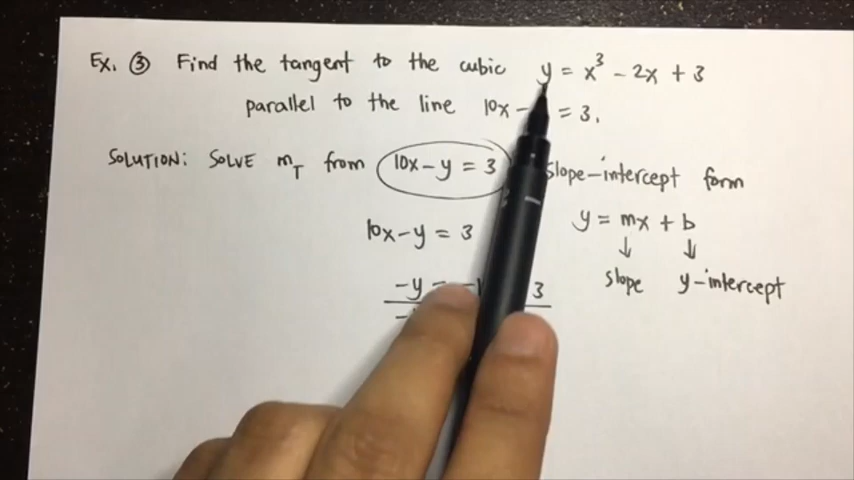 Ex. ③ Find the tangent to the cubic y = x³ - 2x + 3
parallel to the line 10x - = 3.
SOLUTION: SOLVE m_T from 10x - y = 3 slope-intercept form
10x - y = 3 y = mx + b
-y = 3 slope y-intercept